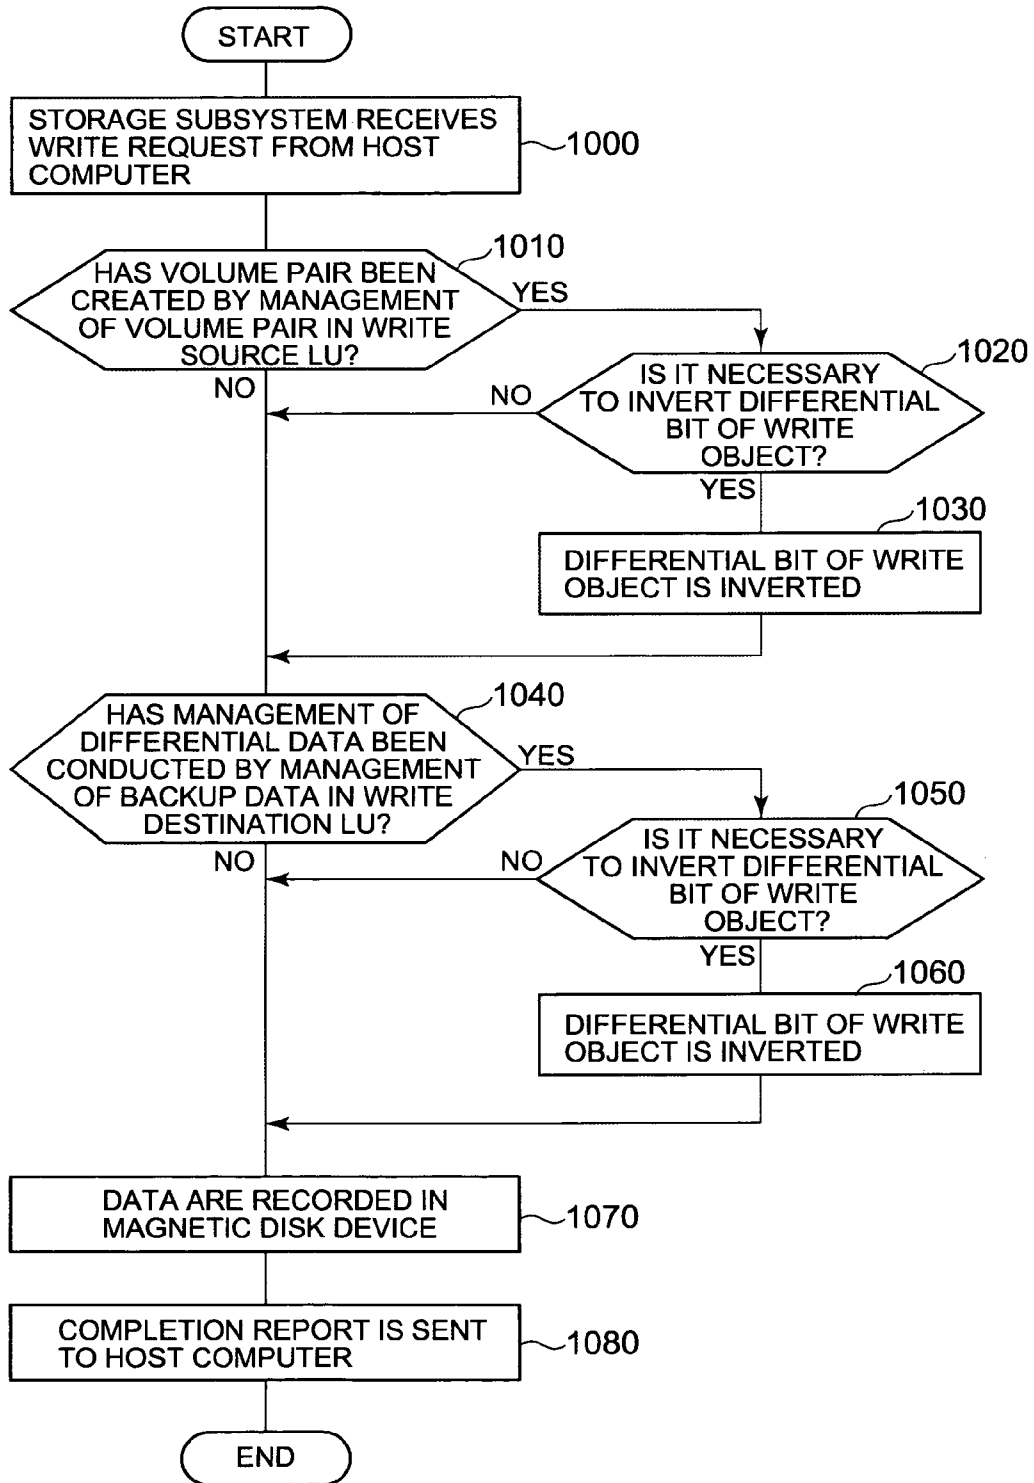 START
STORAGE SUBSYSTEM RECEIVES
WRITE REQUEST FROM HOST
COMPUTER
1000
HAS VOLUME PAIR BEEN
CREATED BY MANAGEMENT
OF VOLUME PAIR IN WRITE
SOURCE LU?
1010
YES
NO
IS IT NECESSARY
TO INVERT DIFFERENTIAL
BIT OF WRITE
OBJECT?
1020
NO
YES
DIFFERENTIAL BIT OF WRITE
OBJECT IS INVERTED
1030
HAS MANAGEMENT OF
DIFFERENTIAL DATA BEEN
CONDUCTED BY MANAGEMENT
OF BACKUP DATA IN WRITE
DESTINATION LU?
1040
YES
NO
IS IT NECESSARY
TO INVERT DIFFERENTIAL
BIT OF WRITE
OBJECT?
1050
NO
YES
DIFFERENTIAL BIT OF WRITE
OBJECT IS INVERTED
1060
DATA ARE RECORDED IN
MAGNETIC DISK DEVICE
1070
COMPLETION REPORT IS SENT
TO HOST COMPUTER
1080
END